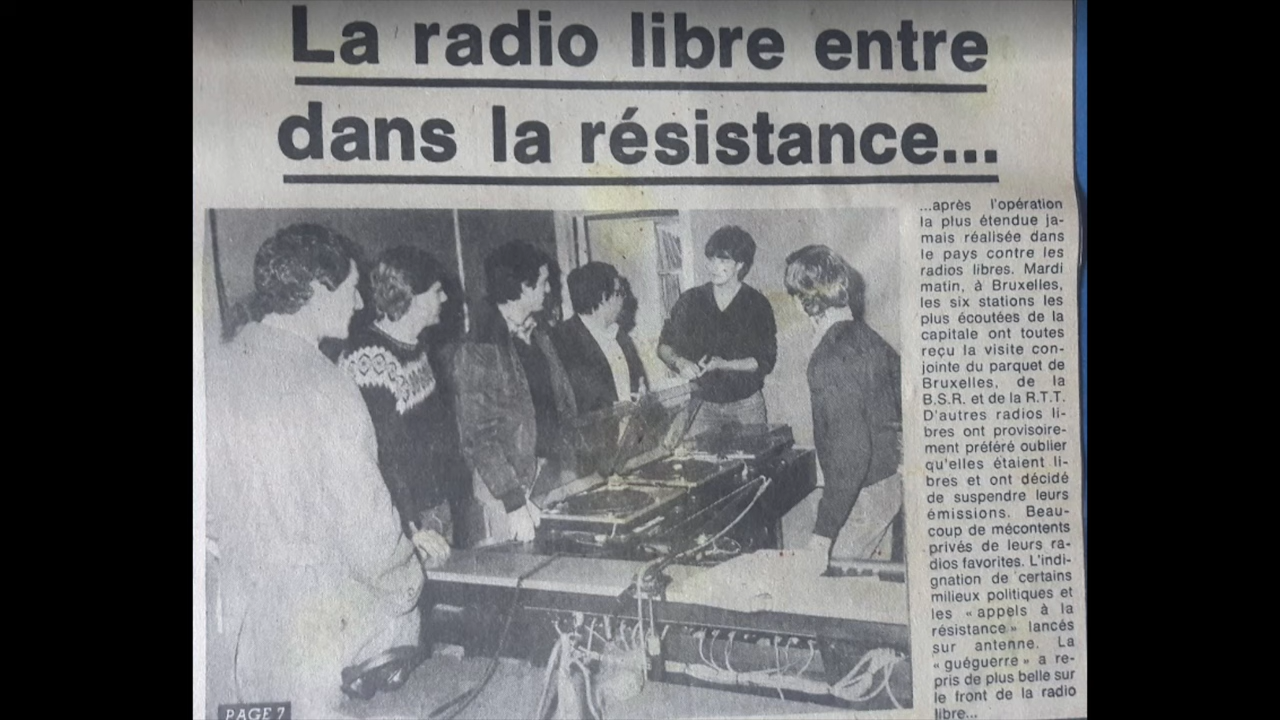 La radio libre entre
dans la résistance...
...après l'opération
la plus étendue ja-
mais réalisée dans
le pays contre les
radios libres. Mardi
matin, à Bruxelles,
les six stations les
plus écoutées de la
capitale ont toutes
reçu la visite con-
jointe du parquet de
Bruxelles, de la
B.S.R. et de la R.T.T.
D'autres radios li-
bres ont provisoire-
ment préféré oublier
qu'elles étaient li-
bres et ont décidé
de suspendre leurs
émissions. Beau-
coup de mécontents
privés de leurs ra-
dios favorites. L'indi-
gnation de certains
milieux politiques et
les « appels à la
résistance » lancés
sur antenne. La
« guéguerre » a re-
pris de plus belle sur
le front de la radio
libre...
PAGE 7